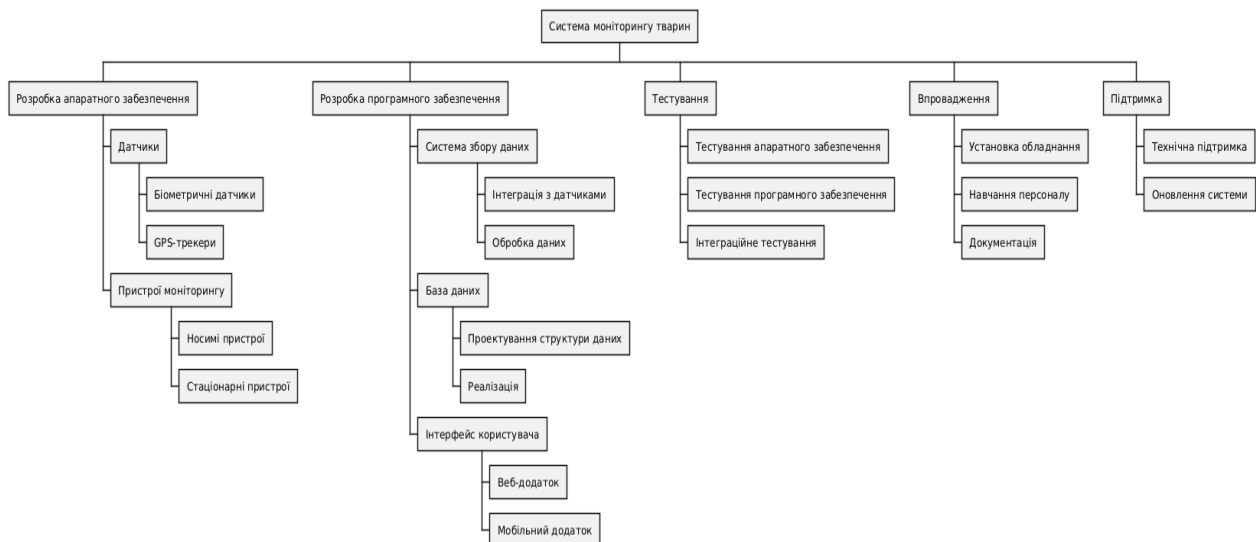 Система моніторингу тварин
Розробка апаратного забезпечення
Розробка програмного забезпечення
Тестування
Впровадження
Підтримка
Датчики
Біометричні датчики
GPS-трекери
Пристрої моніторингу
Носимі пристрої
Стаціонарні пристрої
Система збору даних
Інтеграція з датчиками
Обробка даних
База даних
Проектування структури даних
Реалізація
Інтерфейс користувача
Веб-додаток
Мобільний додаток
Тестування апаратного забезпечення
Тестування програмного забезпечення
Інтеграційне тестування
Установка обладнання
Навчання персоналу
Документація
Технічна підтримка
Оновлення системи